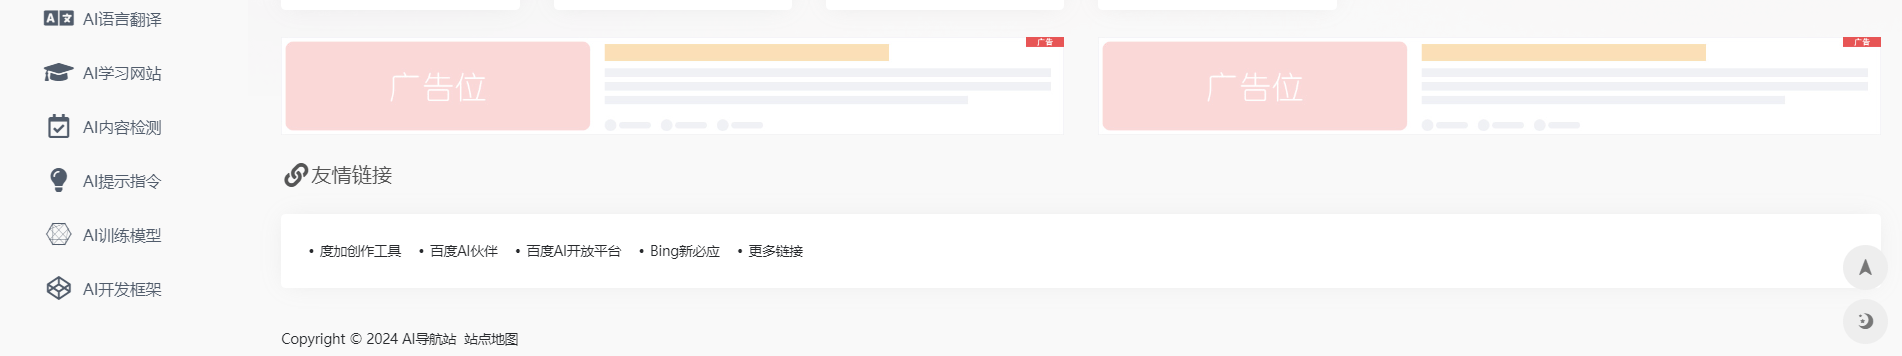 AI语言翻译
AI学习网站
AI内容检测
AI提示指令
AI训练模型
AI开发框架
广告位
广告
广告位
广告
友情链接
• 度加创作工具 • 百度AI伙伴 • 百度AI开放平台 • Bing新必应 • 更多链接
Copyright © 2024 AI导航站 站点地图